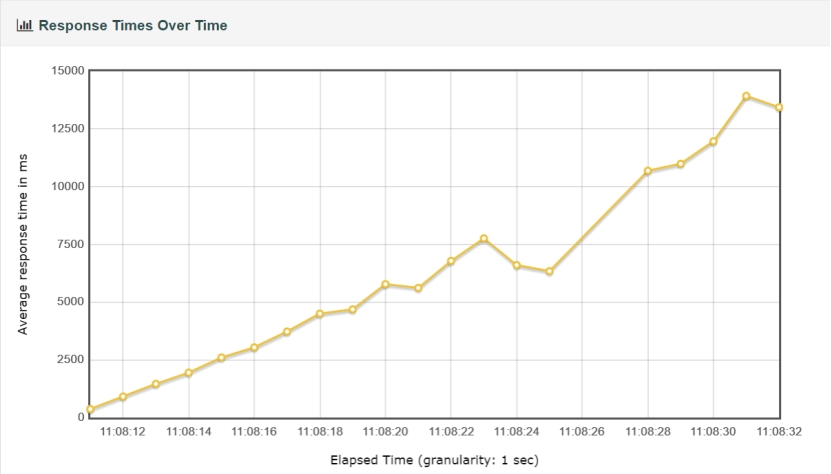 Response Times Over Time
15000
12500
10000
7500
5000
2500
0
Average response time in ms
11:08:12 11:08:14 11:08:16 11:08:18 11:08:20 11:08:22 11:08:24 11:08:26 11:08:28 11:08:30 11:08:32
Elapsed Time (granularity: 1 sec)